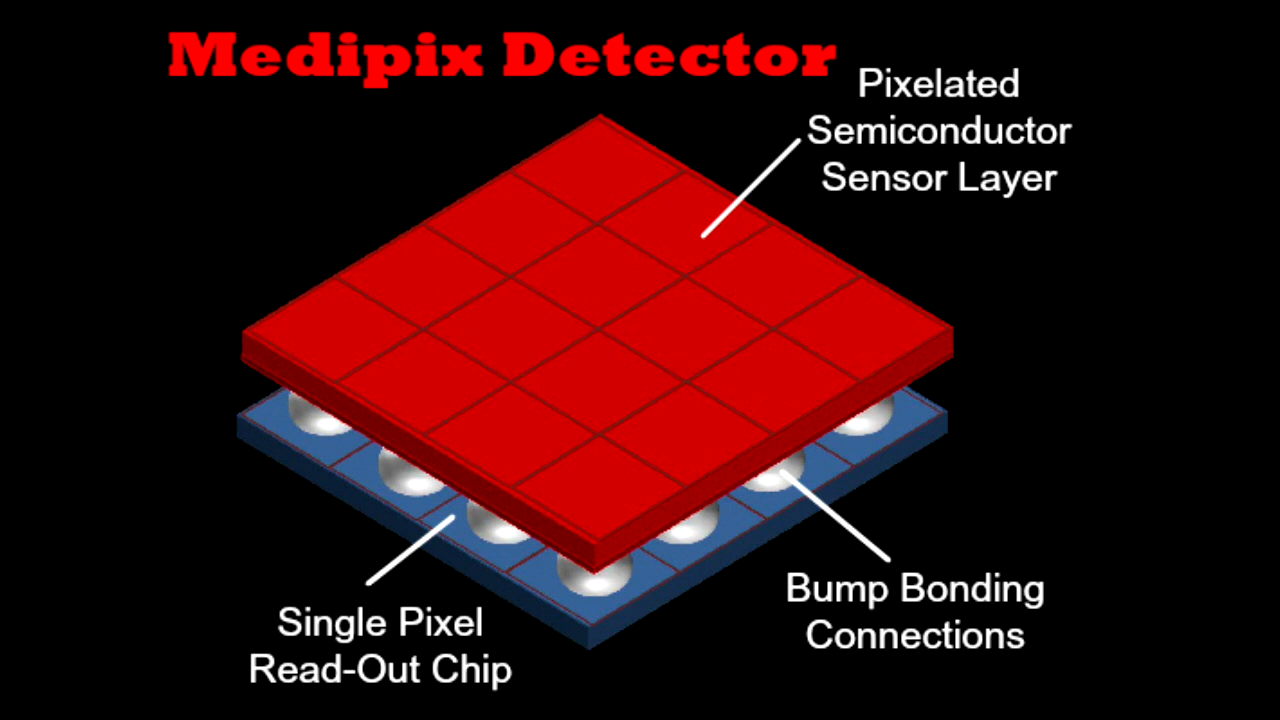 Medipix Detector
Pixelated
Semiconductor
Sensor Layer
Single Pixel
Read-Out Chip
Bump Bonding
Connections